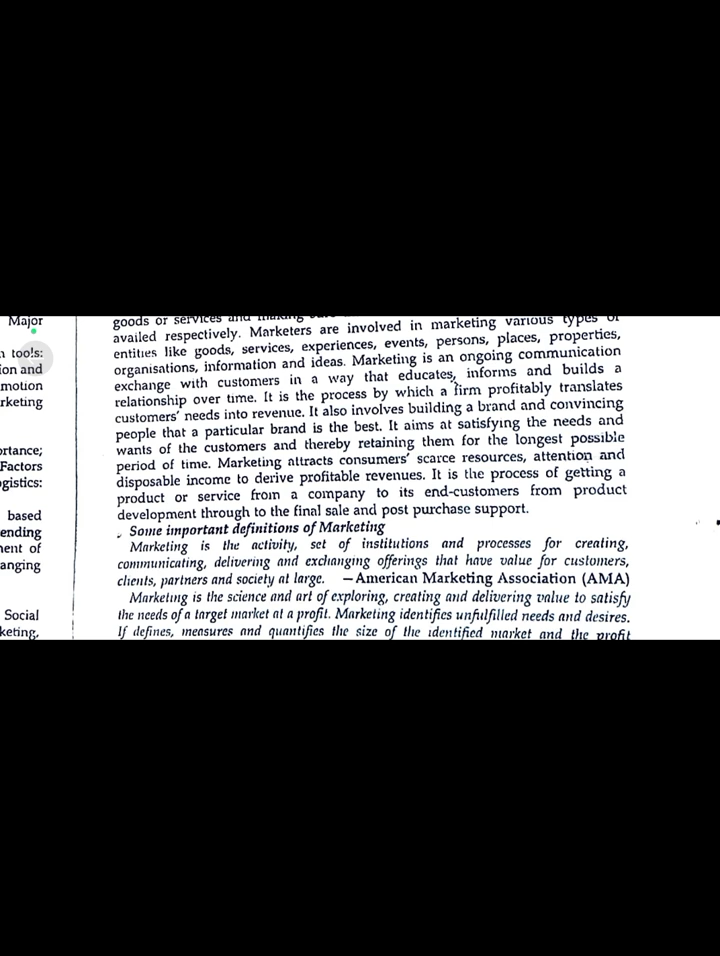 Major
tools:
ion and
motion
rketing
ortance;
Factors
ogistics:
based
ending
nent of
anging
Social
keting,
goods or services and making
availed respectively. Marketers are involved in marketing various types of
entities like goods, services, experiences, events, persons, places, properties,
organisations, information and ideas. Marketing is an ongoing communication
exchange with customers in a way that educates, informs and builds a
relationship over time. It is the process by which a firm profitably translates
customers' needs into revenue. It also involves building a brand and convincing
people that a particular brand is the best. It aims at satisfying the needs and
wants of the customers and thereby retaining them for the longest possible
period of time. Marketing attracts consumers' scarce resources, attention and
disposable income to derive profitable revenues. It is the process of getting a
product or service from a company to its end-customers from product
development through to the final sale and post purchase support.
Some important definitions of Marketing
Marketing is the activity, set of institutions and processes for creating,
communicating, delivering and exchanging offerings that have value for customers,
clients, partners and society at large. —American Marketing Association (AMA)
Marketing is the science and art of exploring, creating and delivering value to satisfy
the needs of a target market at a profit. Marketing identifies unfulfilled needs and desires.
If defines, measures and quantifies the size of the identified market and the profit